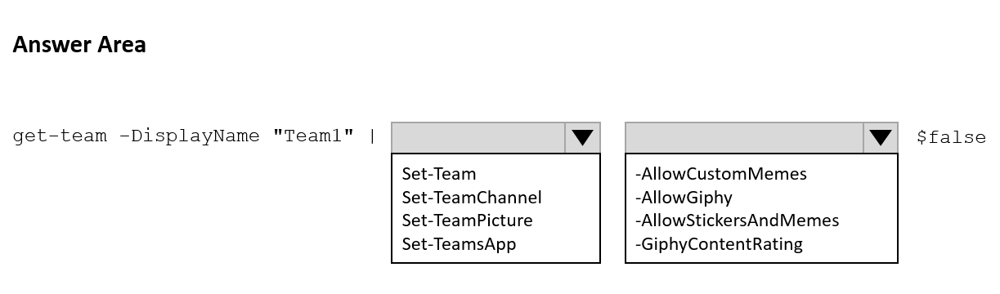 Answer Area
get-team -DisplayName "Team1" | $false
Set-Team
Set-TeamChannel
Set-TeamPicture
Set-TeamsApp
-AllowCustomMemes
-AllowGiphy
-AllowStickersAndMemes
-GiphyContentRating